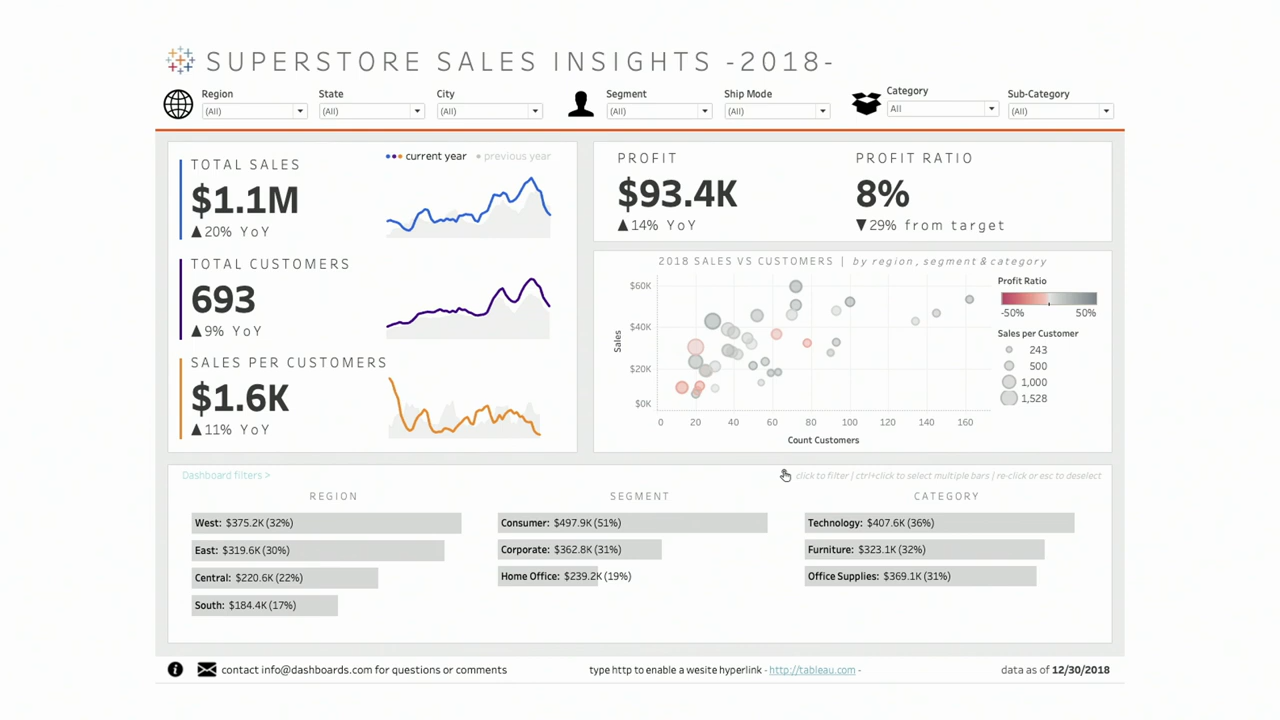 SUPERSTORE SALES INSIGHTS -2018-
Region
State
City
Segment
Ship Mode
Category
Sub-Category
(All)
(All)
(All)
(All)
(All)
All
(All)
TOTAL SALES
$1.1M
▲20% YoY
current year
previous year
TOTAL CUSTOMERS
693
▲9% YoY
SALES PER CUSTOMERS
$1.6K
▲11% YoY
PROFIT
$93.4K
▲14% YoY
PROFIT RATIO
8%
▼29% from target
2018 SALES VS CUSTOMERS | by region, segment & category
Sales
$60K
$40K
$20K
$0K
0 20 40 60 80 100 120 140 160
Count Customers
Profit Ratio
-50% 50%
Sales per Customer
243
500
1,000
1,528
Dashboard filters >
click to filter | ctrl+click to select multiple bars | re-click or esc to deselect
REGION
West: $375.2K (32%)
East: $319.6K (30%)
Central: $220.6K (22%)
South: $184.4K (17%)
SEGMENT
Consumer: $497.9K (51%)
Corporate: $362.8K (31%)
Home Office: $239.2K (19%)
CATEGORY
Technology: $407.6K (36%)
Furniture: $323.1K (32%)
Office Supplies: $369.1K (31%)
contact info@dashboards.com for questions or comments
type http to enable a wesite hyperlink - http://tableau.com -
data as of 12/30/2018